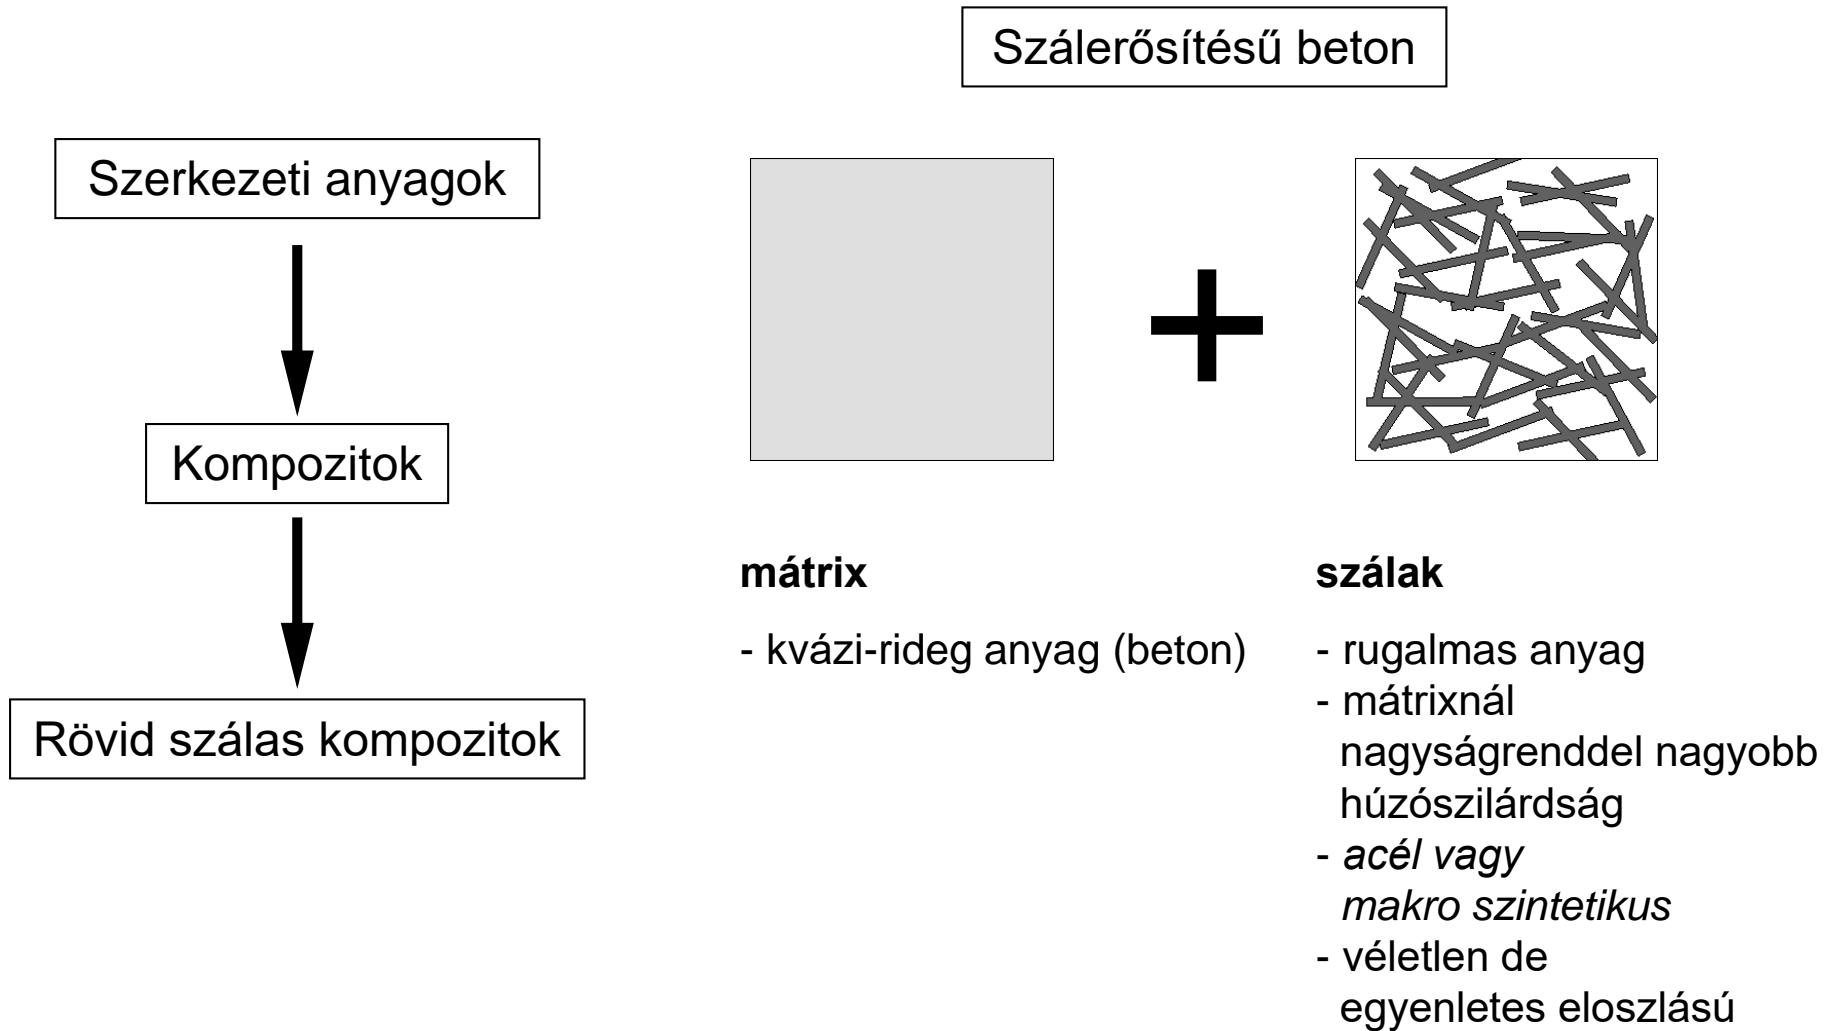 Szálerősítésű beton
Szerkezeti anyagok
Kompozitok
Rövid szálas kompozitok
mátrix
- kvázi-rideg anyag (beton)
szálak
- rugalmas anyag
- mátrixnál
nagyságrenddel nagyobb
húzószilárdság
- acél vagy
makro szintetikus
- véletlen de
egyenletes eloszlású